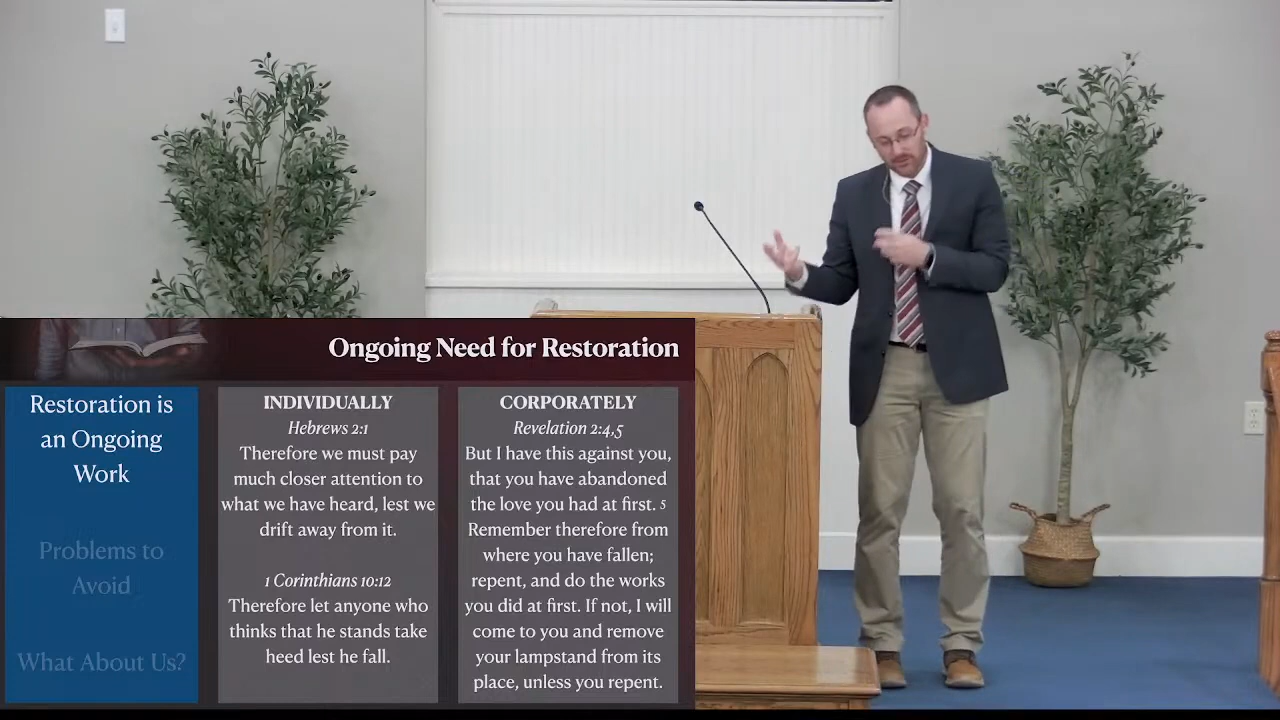 Ongoing Need for Restoration
Restoration is
an Ongoing
Work
Problems to
Avoid
What About Us?
INDIVIDUALLY
Hebrews 2:1
Therefore we must pay
much closer attention to
what we have heard, lest we
drift away from it.
1 Corinthians 10:12
Therefore let anyone who
thinks that he stands take
heed lest he fall.
CORPORATELY
Revelation 2:4,5
But I have this against you,
that you have abandoned
the love you had at first. 5
Remember therefore from
where you have fallen;
repent, and do the works
you did at first. If not, I will
come to you and remove
your lampstand from its
place, unless you repent.